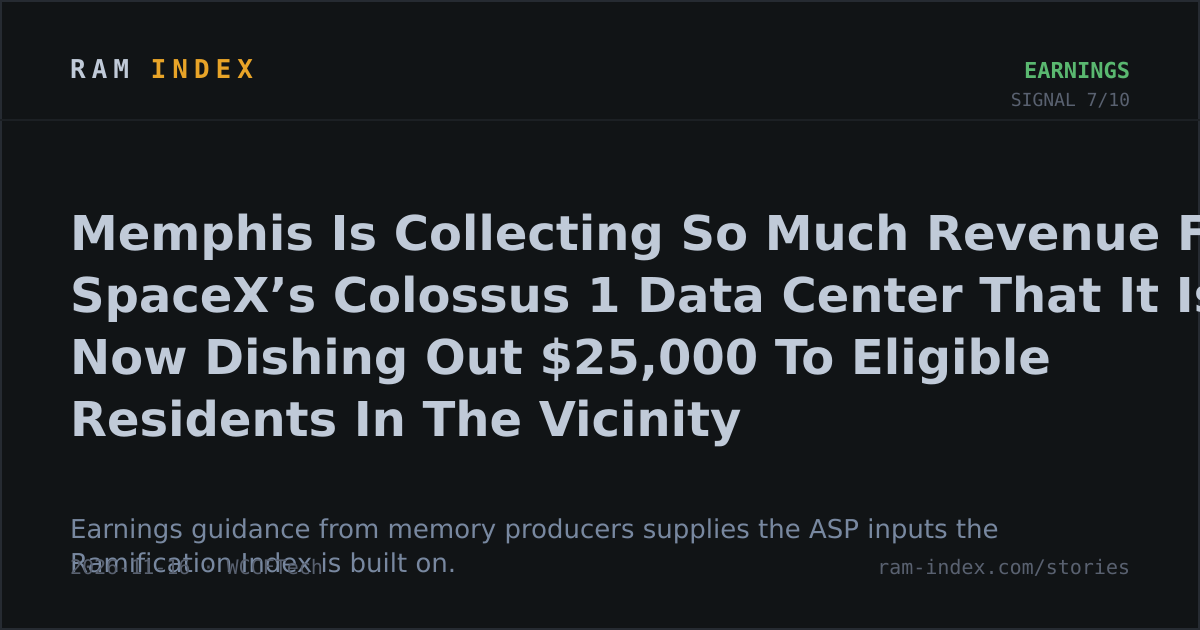 RAM INDEX
EARNINGS
SIGNAL 7/10
Memphis Is Collecting So Much Revenue F
SpaceX’s Colossus 1 Data Center That It Is
Now Dishing Out $25,000 To Eligible
Residents In The Vicinity
Earnings guidance from memory producers supplies the ASP inputs the
Ramification Index is built on.
WCCFTech
ram-index.com/stories